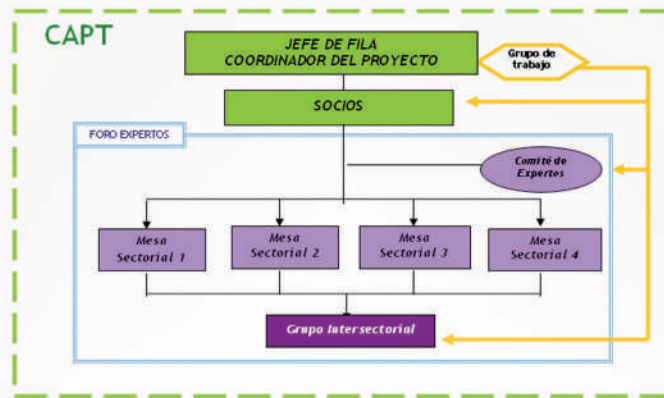 CAPT
JEFE DE FILA
COORDINADOR DEL PROYECTO
Grupo de
trabajo
SOCIOS
FORO EXPERTOS
Comité de
Expertos
Mesa
Sectorial 1
Mesa
Sectorial 2
Mesa
Sectorial 3
Mesa
Sectorial 4
Grupo Intersectorial